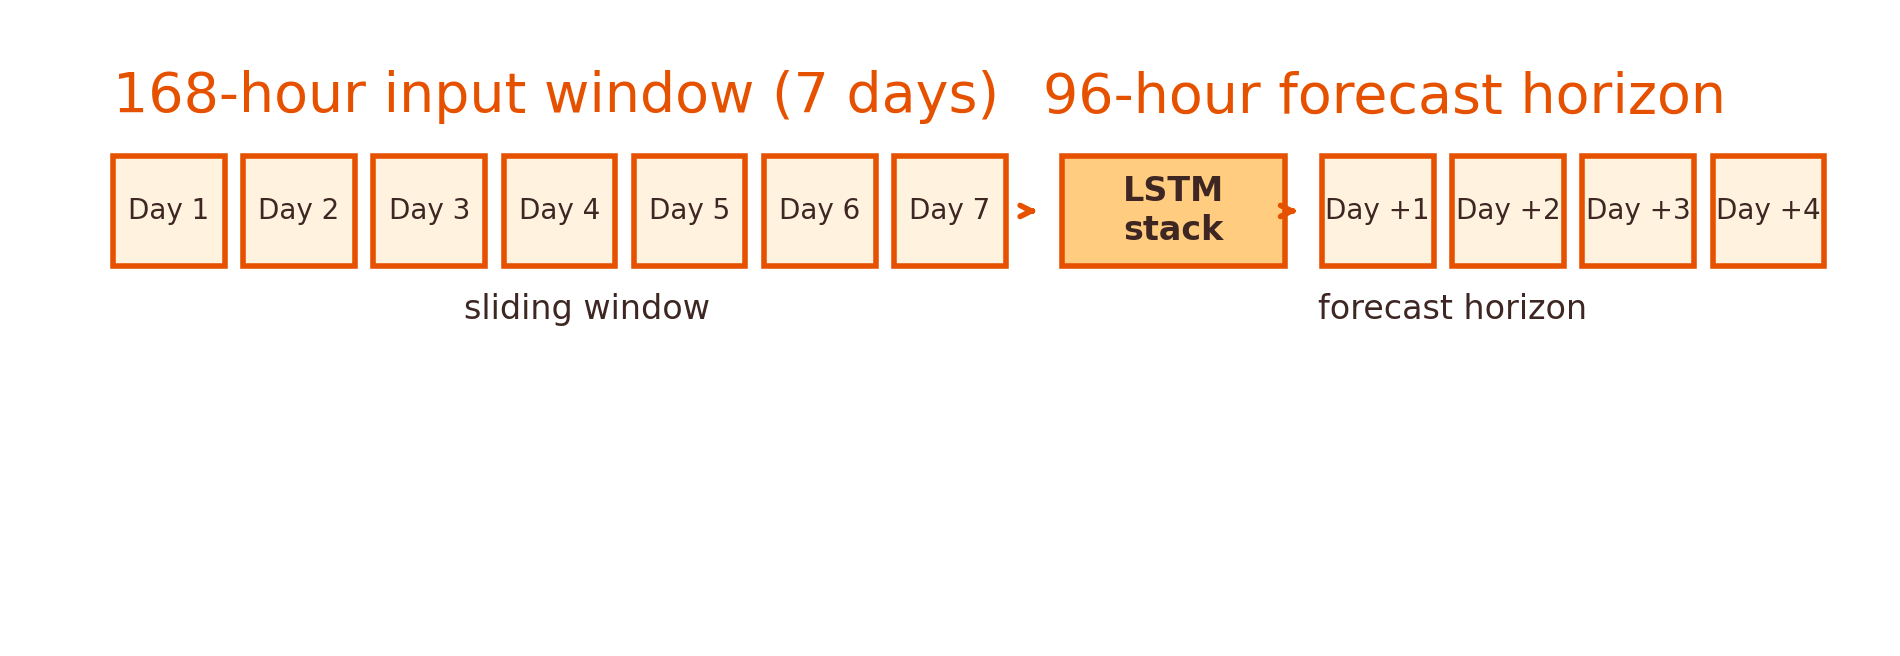 168-hour input window (7 days)
96-hour forecast horizon
Day 1
Day 2
Day 3
Day 4
Day 5
Day 6
Day 7
LSTM
stack
Day +1
Day +2
Day +3
Day +4
sliding window
forecast horizon